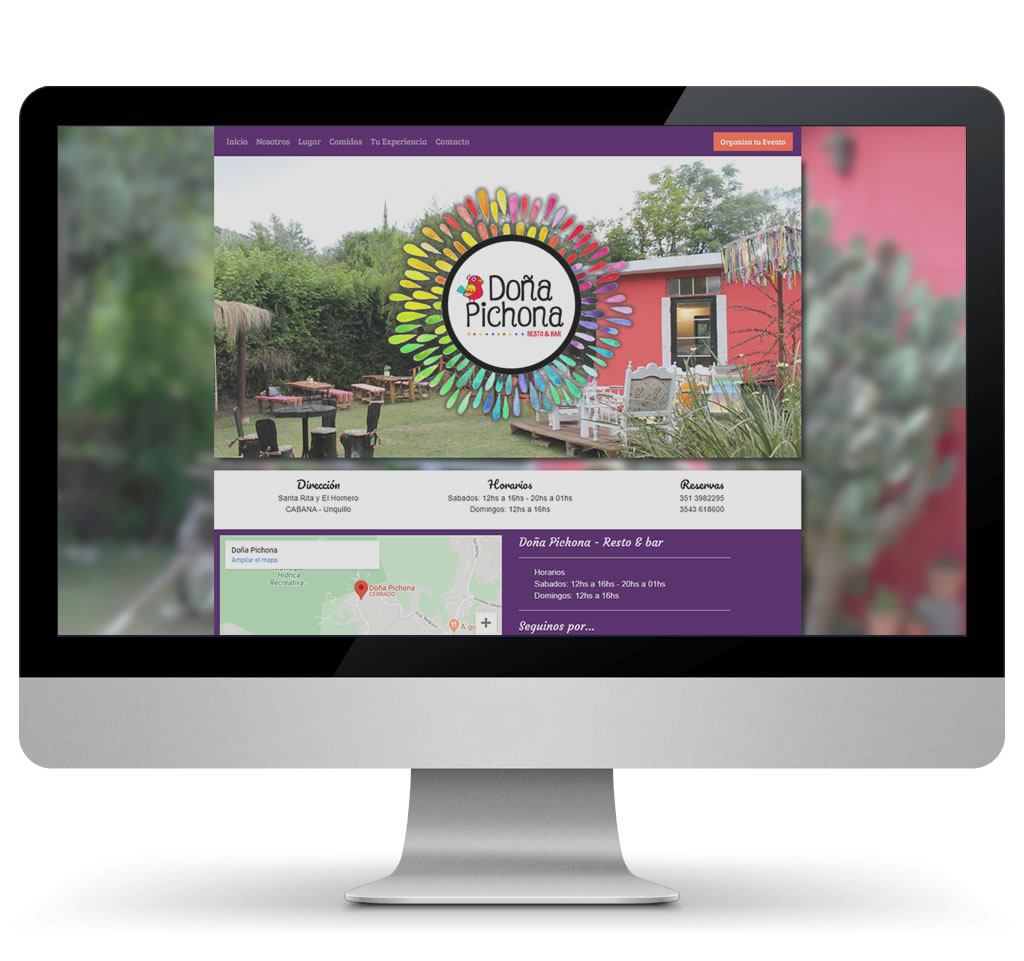 Inicio Nosotros Lugar Comidas Tu Experiencia Contacto
Organiza tu Evento
Doña
Pichona
RESTO & BAR
Dirección
Santa Rita y El Hornero
CABANA - Unquillo
Horarios
Sabados: 12hs a 16hs - 20hs a 01hs
Domingos: 12hs a 16hs
Reservas
351 3982295
3543 618600
Doña Pichona
Ampliar el mapa
Hídrica
Recreativa...
Doña Pichona
CERRADO
A gu
+
Doña Pichona - Resto & bar
Horarios
Sabados: 12hs a 16hs - 20hs a 01hs
Domingos: 12hs a 16hs
Seguinos por...